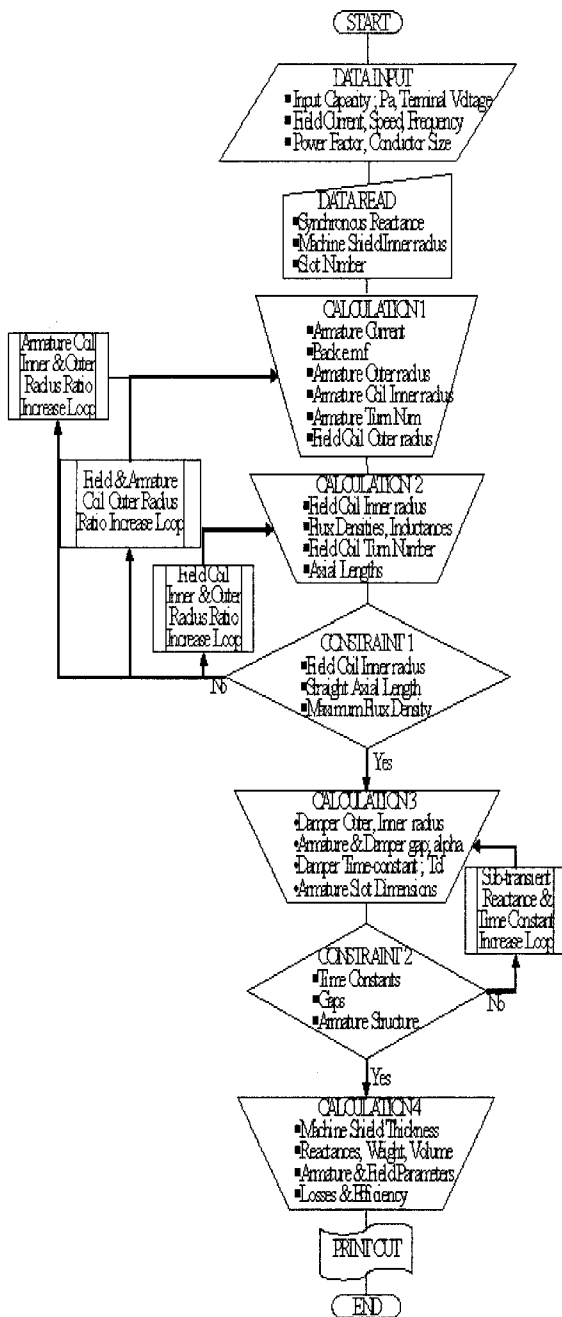 START
DATA INPUT
▪Input Capacity ; Pa, Terminal Voltage
▪Field Current, Speed, Frequency
▪Power Factor, Conductor Size
DATA READ
▪Synchronous Reactance
▪Machine Shield Inner radius
▪Slot Number
CALCULATION 1
▪Armature Current
▪Back e.m.f
▪Armature Outer radius
▪Armature Coil Inner radius
▪Armature Turn Num
▪Field Coil Outer radius
Armature Coil
Inner & Outer
Radius Ratio
Increase Loop
Field & Armature
Coil Outer Radius
Ratio Increase Loop
CALCULATION 2
▪Field Coil Inner radius
▪Flux Densities, Inductances
▪Field Coil Turn Number
▪Axial Lengths
Field Coil
Inner & Outer
Radius Ratio
Increase Loop
CONSTRAINT 1
▪Field Coil Inner radius
▪Straight Axial Length
▪Maximum Flux Density
No
Yes
CALCULATION 3
•Damper Outer, Inner radius
•Armature & Damper gap; alpha
•Damper Time-constant ; Td
•Armature Slot Dimensions
Sub-transient
Reactance &
Time Constant
Increase Loop
CONSTRAINT 2
▪Time Constants
▪Gaps
▪Armature Structure
No
Yes
CALCULATION 4
▪Machine Shield Thickness
▪Reactances, Weight, Volume
▪Armature & Field Parameters
▪Losses & Efficiency
PRINT OUT
END